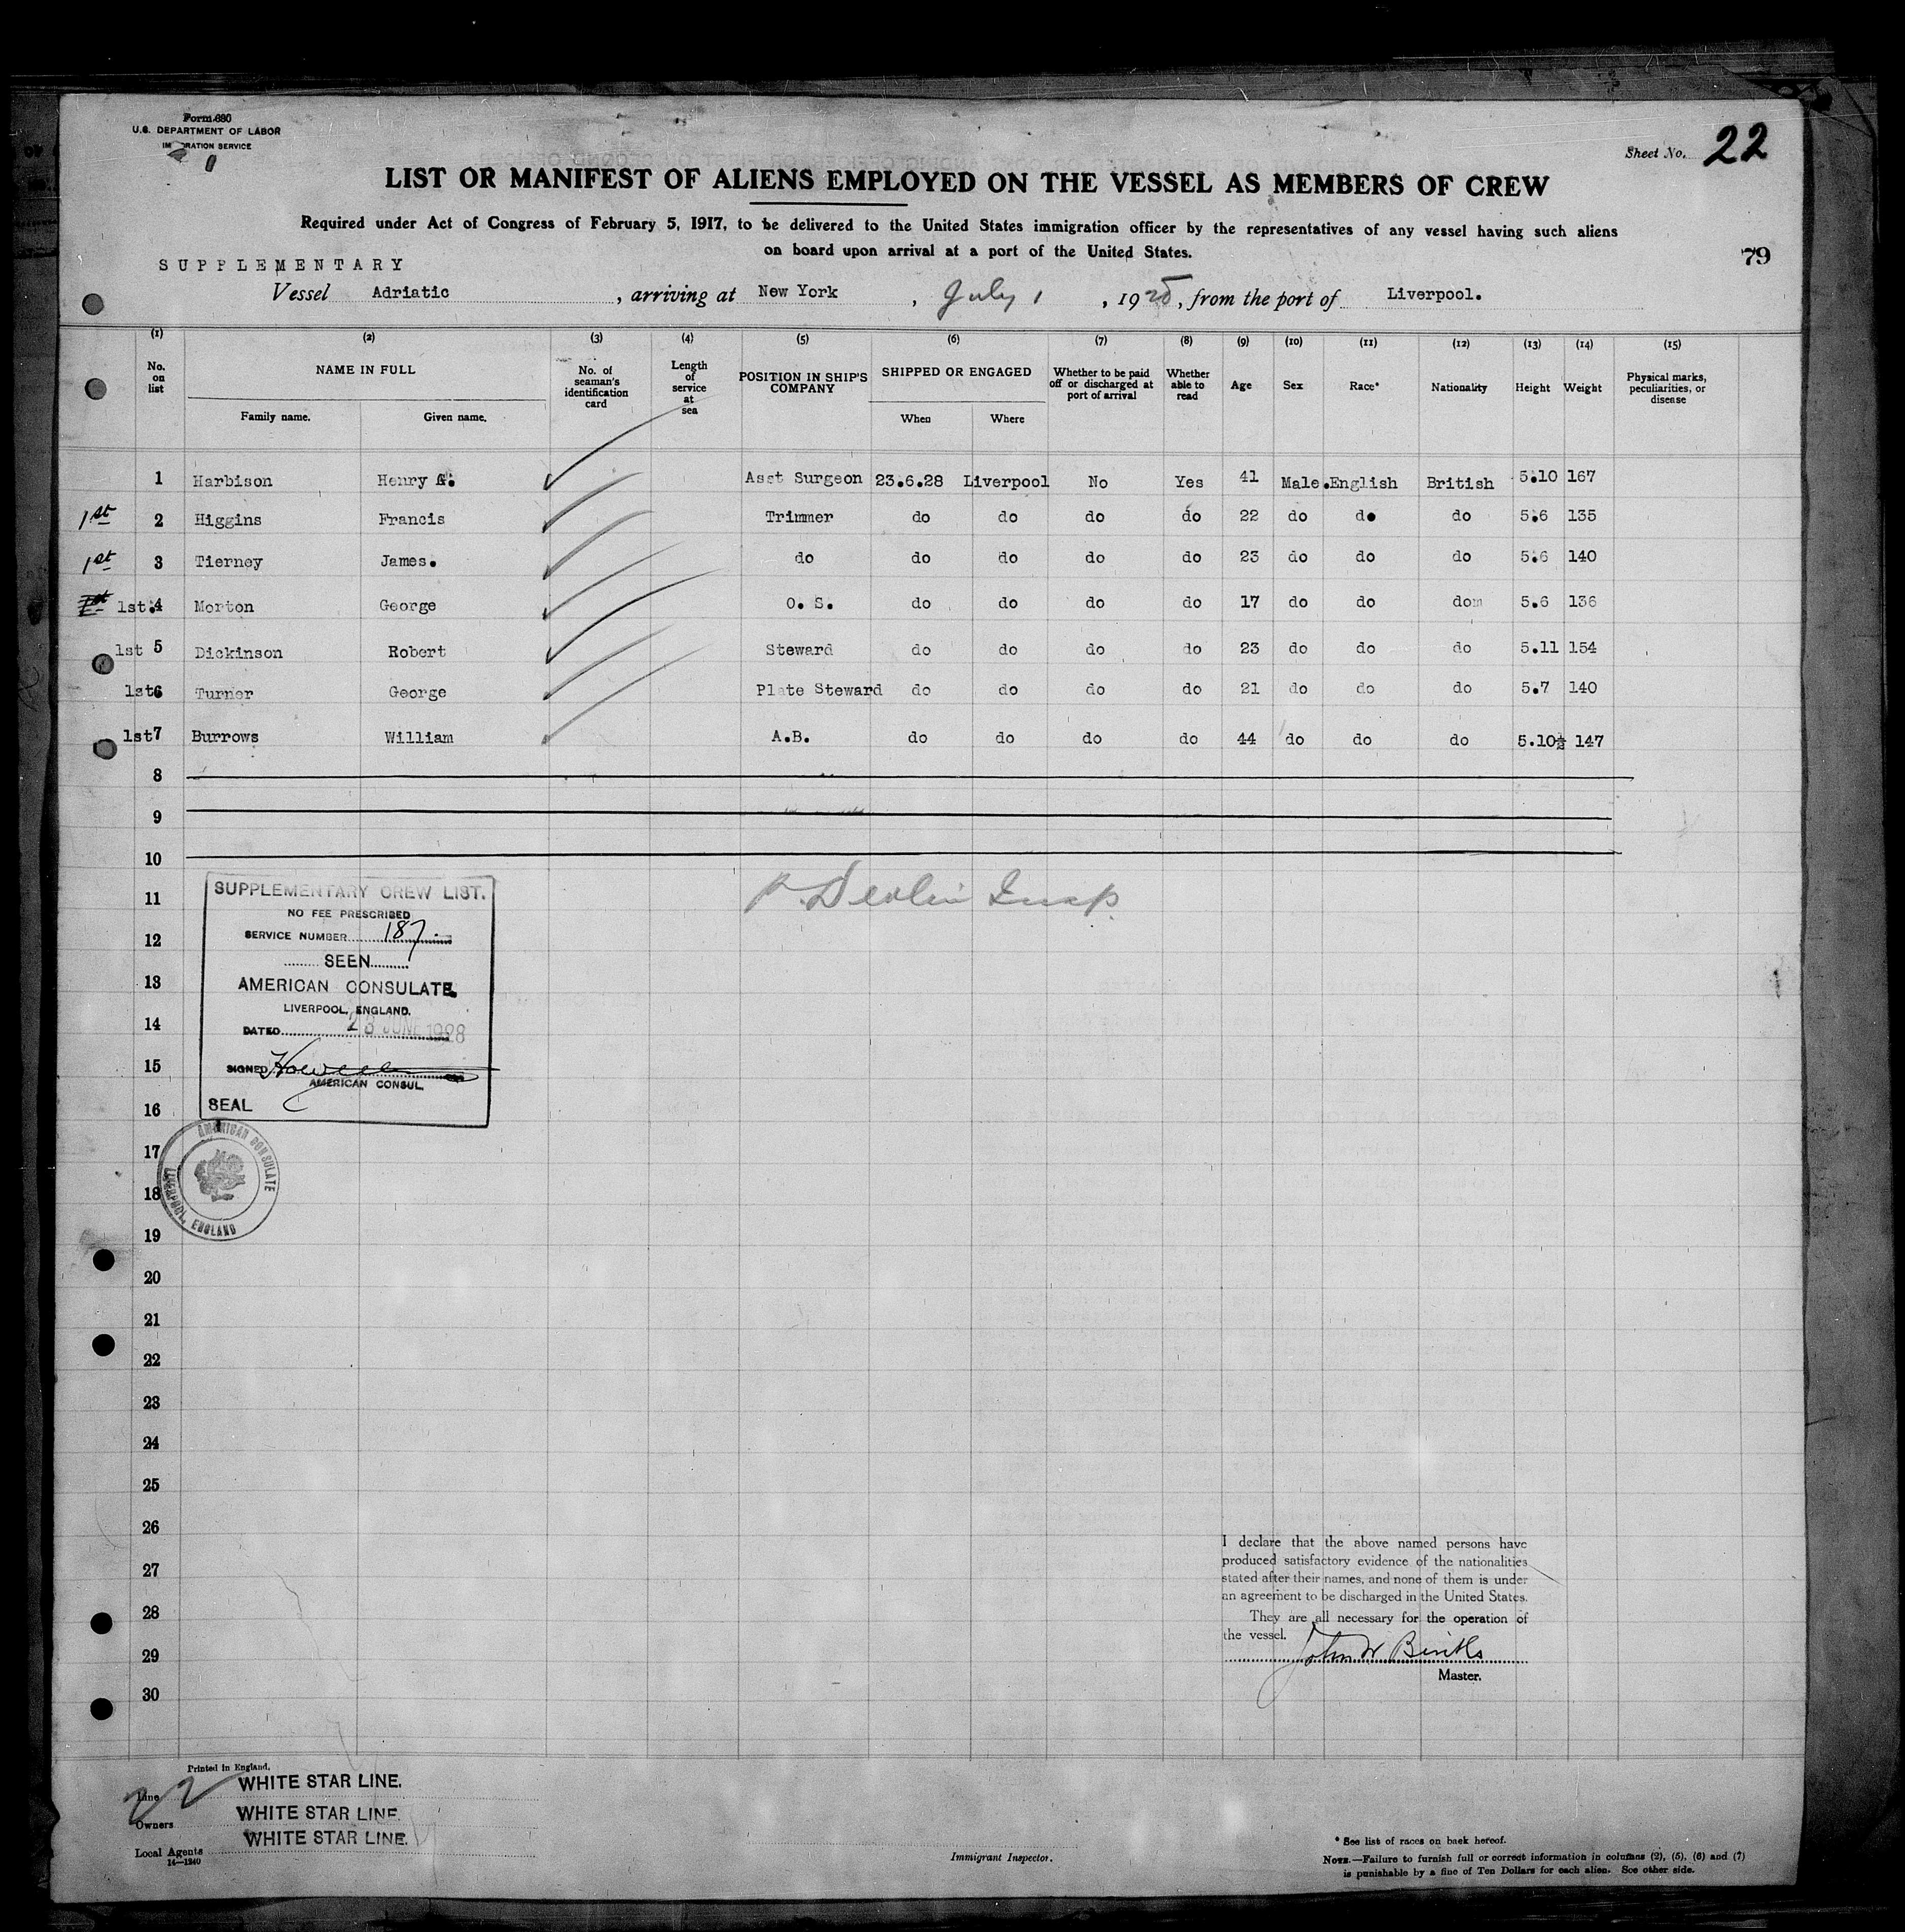 Form 680
U.S. DEPARTMENT OF LABOR
IMMIGRATION SERVICE
Sheet No. 22
LIST OR MANIFEST OF ALIENS EMPLOYED ON THE VESSEL AS MEMBERS OF CREW
Required under Act of Congress of February 5, 1917, to be delivered to the United States immigration officer by the representatives of any vessel having such aliens
on board upon arrival at a port of the United States.
79
SUPPLEMENTARY
Vessel Adriatic, arriving at New York, July 1, 1928, from the port of Liverpool.
(1) (2) (3) (4) (5) (6) (7) (8) (9) (10) (11) (12) (13) (14) (15)
No. on list NAME IN FULL Family name. Given name. No. of seaman's identification card Length of service at sea POSITION IN SHIP'S COMPANY SHIPPED OR ENGAGED When Where Whether to be paid off or discharged at port of arrival Whether able to read Age Sex Race* Nationality Height Weight Physical marks, peculiarities, or disease
1 Harbison Henry G. Asst Surgeon 23.6.28 Liverpool No Yes 41 Male. English British 5.10 167
1st 2 Higgins Francis Trimmer do do do do 22 do do do 5.6 135
1st 3 Tierney James. do do do do do 23 do do do 5.6 140
1st 1st.4 Morton George O. S. do do do do 17 do do do 5.6 136
1st 5 Dickinson Robert Steward do do do do 23 do do do 5.11 154
1st 6 Turner George Plate Steward do do do do 21 do do do 5.7 140
1st 7 Burrows William A.B. do do do do 44 do do do 5.10½ 147
8
9
10
11 P. Devlin Insp.
12
13
14
15
16
17
18
19
20
21
22
23
24
25
26
27
28
29
30
SUPPLEMENTARY CREW LIST.
NO FEE PRESCRIBED
SERVICE NUMBER 187.
SEEN
AMERICAN CONSULATE.
LIVERPOOL, ENGLAND.
DATED 23 JUNE 1928
SIGNED
AMERICAN CONSUL.
SEAL
AMERICAN CONSULATE
LIVERPOOL, ENGLAND
I declare that the above named persons have
produced satisfactory evidence of the nationalities
stated after their names, and none of them is under
an agreement to be discharged in the United States.
They are all necessary for the operation of
the vessel.
John W Binks
Master.
Printed in England.
22
Line WHITE STAR LINE.
Owners WHITE STAR LINE.
Local Agents WHITE STAR LINE.
14—1240
Immigrant Inspector.
* See list of races on back hereof.
NOTE.—Failure to furnish full or correct information in columns (2), (5), (6) and (7)
is punishable by a fine of Ten Dollars for each alien. See other side.